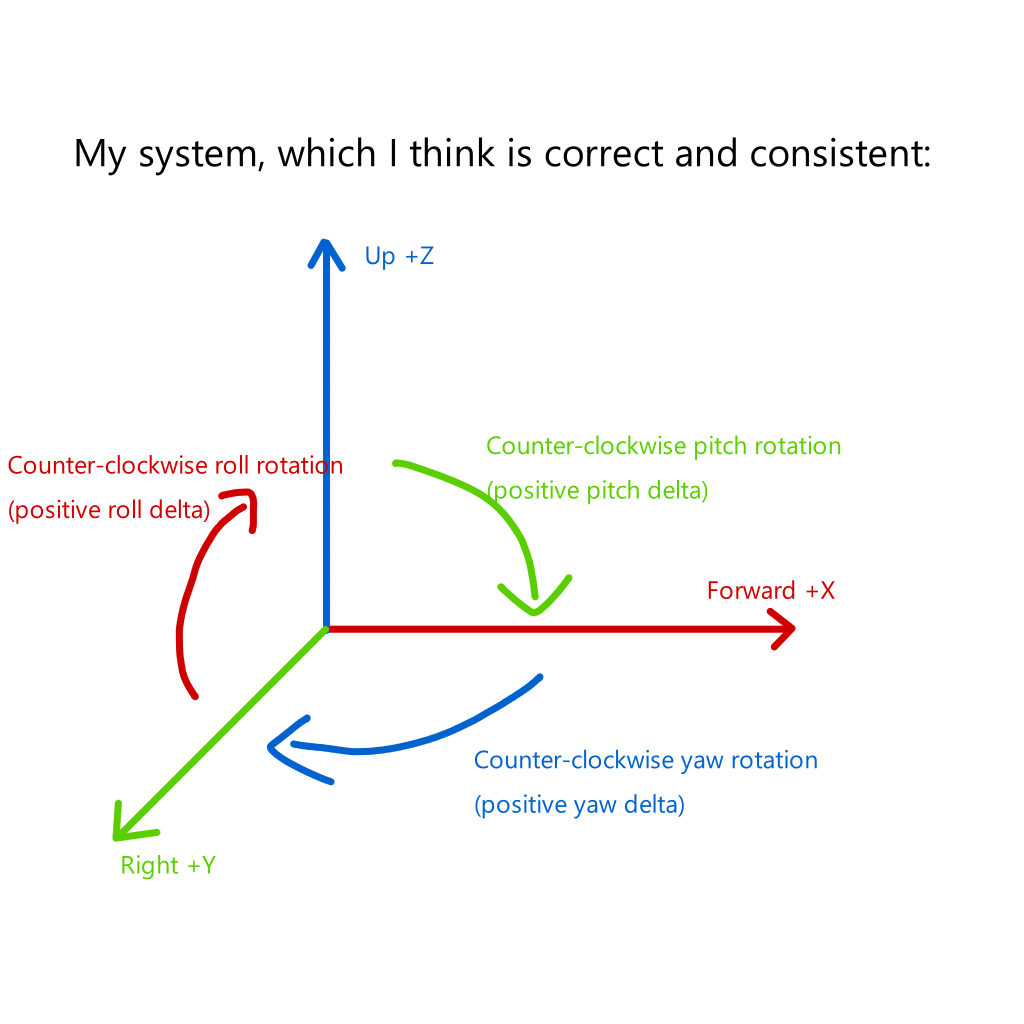 My system, which I think is correct and consistent:
Up +Z
Counter-clockwise pitch rotation
(positive pitch delta)
Counter-clockwise roll rotation
(positive roll delta)
Forward +X
Counter-clockwise yaw rotation
(positive yaw delta)
Right +Y